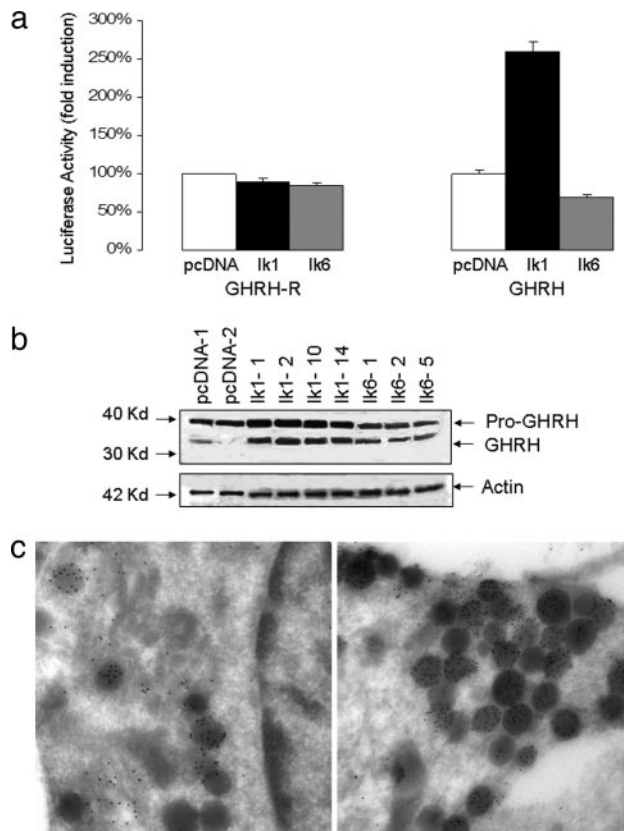 a
Luciferase Activity (fold induction)
300%
250%
200%
150%
100%
50%
0%
pcDNA Ik1 Ik6
GHRH-R
pcDNA Ik1 Ik6
GHRH
b
pcDNA-1
pcDNA-2
Ik1- 1
Ik1- 2
Ik1- 10
Ik1- 14
Ik6- 1
Ik6- 2
Ik6- 5
40 Kd
30 Kd
Pro-GHRH
GHRH
42 Kd
Actin
c